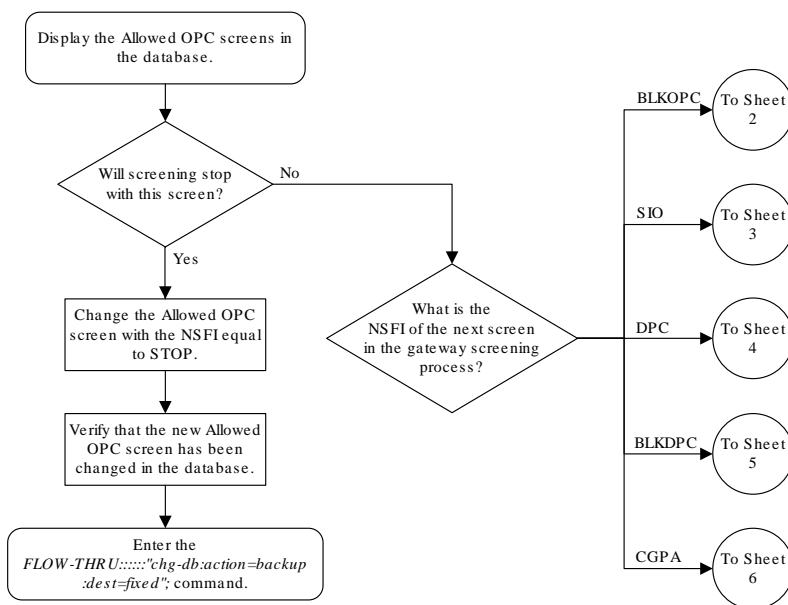 Display the Allowed OPC screens in
the database.
Will screening stop
with this screen?
No
Yes
Change the Allowed OPC
screen with the NSFI equal
to STOP.
Verify that the new Allowed
OPC screen has been
changed in the database.
Enter the
FLOW-THRU::::::"chg-db:action=backup
:dest=fixed"; command.
What is the
NSFI of the next screen
in the gateway screening
process?
BLKOPC
To Sheet
2
SIO
To Sheet
3
DPC
To Sheet
4
BLKDPC
To Sheet
5
CGPA
To Sheet
6